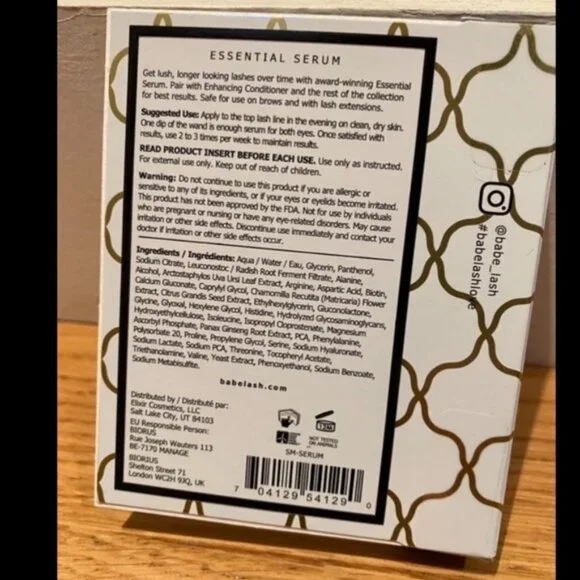 ESSENTIAL SERUM
Get lush, longer looking lashes over time with award-winning Essential
Serum. Pair with Enhancing Conditioner and the rest of the collection
for best results. Safe for use on brows and with lash extensions.
Suggested Use: Apply to the top lash line in the evening on clean, dry skin.
One dip of the wand is enough serum for both eyes. Once satisfied with
results, use 2 to 3 times per week to maintain results.
READ PRODUCT INSERT BEFORE EACH USE. Use only as instructed.
For external use only. Keep out of reach of children.
Warning: Do not continue to use this product if you are allergic or
sensitive to any of its ingredients, or if your eyes or eyelids become irritated.
This product has not been approved by the FDA. Not for use by individuals
who are pregnant or nursing or have any eye-related disorders. May cause
irritation or other side effects. Discontinue use immediately and contact your
doctor if irritation or other side effects occur.
Ingredients / Ingrédients : Aqua / Water / Eau, Glycerin, Panthenol,
Sodium Citrate, Leuconostoc / Radish Root Ferment Filtrate, Alanine,
Alcohol, Arctostaphylos Uva Ursi Leaf Extract, Arginine, Aspartic Acid, Biotin,
Calcium Gluconate, Caprylyl Glycol, Chamomilla Recutita (Matricaria) Flower
Extract, Citrus Grandis Seed Extract, Ethylhexylglycerin, Gluconolactone,
Glycine, Glycosyl, Hexylene Glycol, Histidine, Hydrolyzed Glycosaminoglycans,
Hydroxyethylcellulose, Isoleucine, Isopropyl Cloprostenate, Magnesium
Ascorbyl Phosphate, Panax Ginseng Root Extract, PCA, Phenylalanine,
Polysorbate 20, Proline, Propylene Glycol, Serine, Sodium Hyaluronate,
Sodium Lactate, Sodium PCA, Threonine, Tocopheryl Acetate,
Triethanolamine, Valine, Yeast Extract, Phenoxyethanol, Sodium Benzoate,
Sodium Metabisulfite.
babelash.com
Distributed by / Distribué par:
Elixir Cosmetics, LLC
Salt Lake City, UT 84104
EU Responsible Person:
BIORIUS
Rue Joseph Wauters 113
BE-7170 MANAGE
BIORIUS
Shelton Street 71
London WC2H 9JQ, UK
12M
NOT TESTED
ON ANIMALS
SM-SERUM
7 04129 54129 0
@babe_lash
#babelashlove